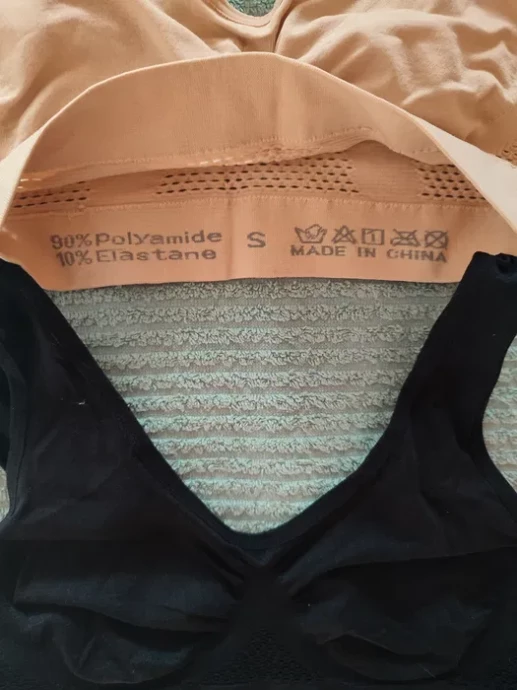 90% Polyamide
10% Elastane
S
MADE IN CHINA